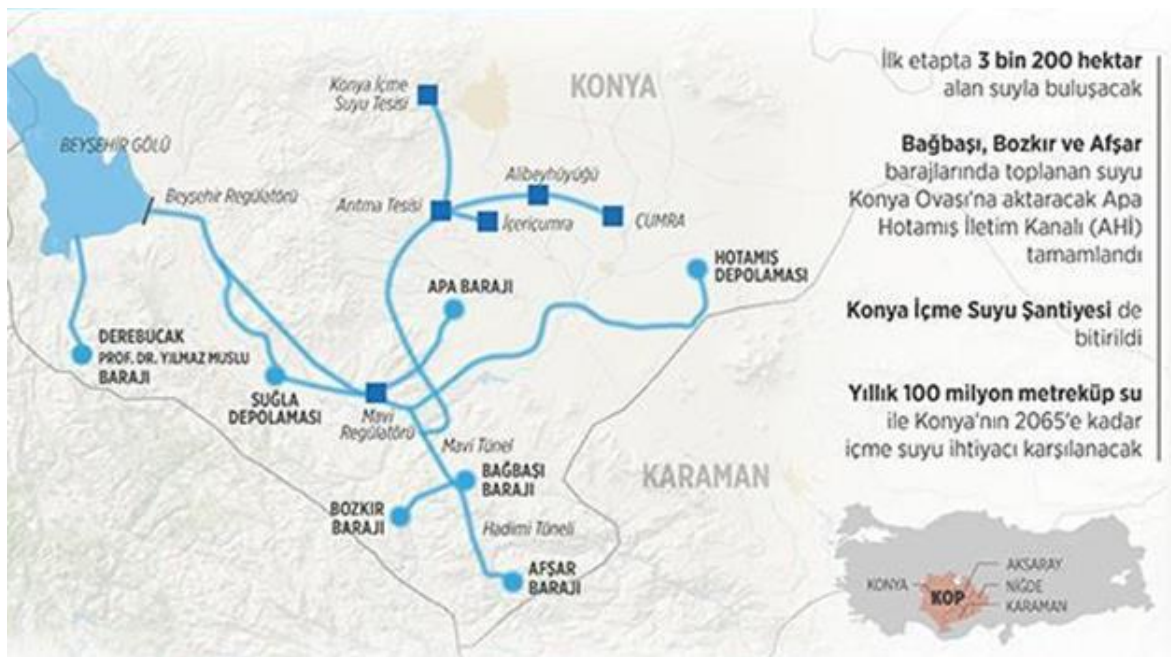 KONYA
Konya İçme
Suyu Tesisi
BEYŞEHİR GÖLÜ
Beyşehir Regülatörü
Arıtma Tesisi
Alibeyhüyüğü
İçeriçumra
ÇUMRA
HOTAMIŞ
DEPOLAMASI
APA BARAJI
DEREBUCAK
PROF. DR. YILMAZ MUSLU
BARAJI
SUĞLA
DEPOLAMASI
Mavi
Regülatörü
Mavi Tünel
BAĞBAŞI
BARAJI
BOZKIR
BARAJI
Hadimi Tüneli
AFŞAR
BARAJI
KARAMAN
İlk etapta 3 bin 200 hektar
alan suyla buluşacak
Bağbaşı, Bozkır ve Afşar
barajlarında toplanan suyu
Konya Ovası'na aktaracak Apa
Hotamış İletim Kanalı (AHİ)
tamamlandı
Konya İçme Suyu Şantiyesi de
bitirildi
Yıllık 100 milyon metreküp su
ile Konya'nın 2065'e kadar
içme suyu ihtiyacı karşılanacak
KONYA
KOP
AKSARAY
NİĞDE
KARAMAN